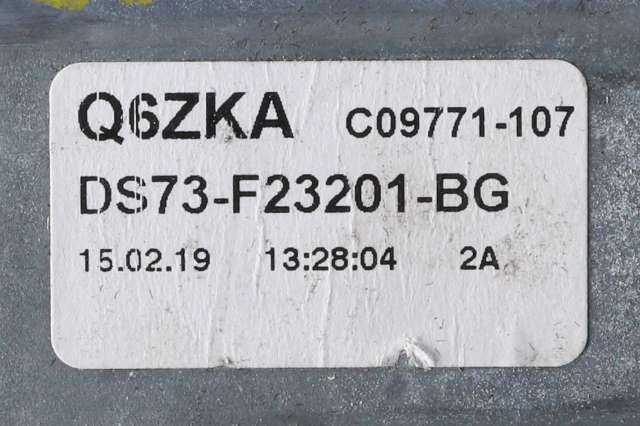 Q6ZKA C09771-107
DS73-F23201-BG
15.02.19 13:28:04 2A